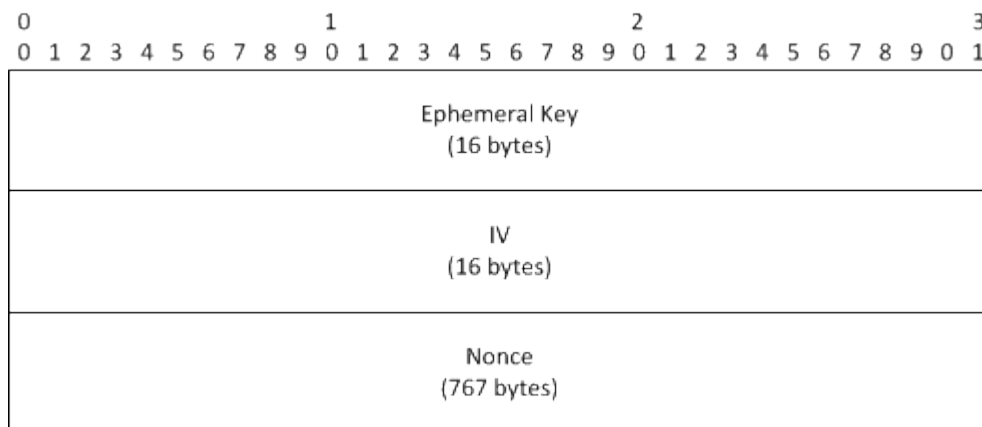 0 1 2 3
0 1 2 3 4 5 6 7 8 9 0 1 2 3 4 5 6 7 8 9 0 1 2 3 4 5 6 7 8 9 0 1
Ephemeral Key
(16 bytes)
IV
(16 bytes)
Nonce
(767 bytes)